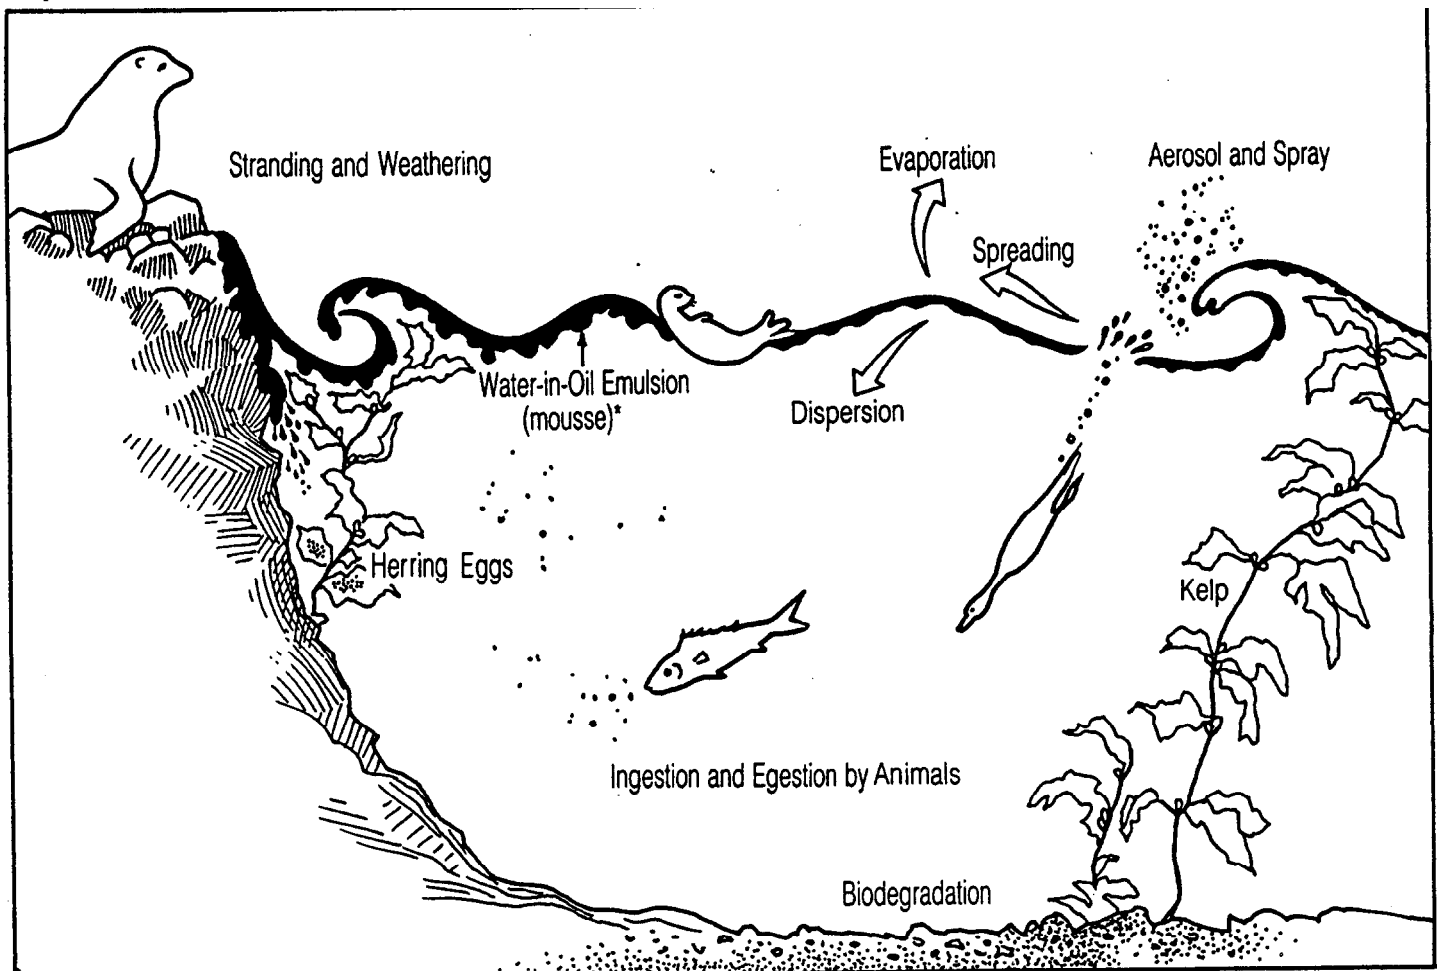 Stranding and Weathering
Evaporation
Aerosol and Spray
Spreading
Water-in-Oil Emulsion
(mousse)*
Dispersion
Herring Eggs
Kelp
Ingestion and Egestion by Animals
Biodegradation